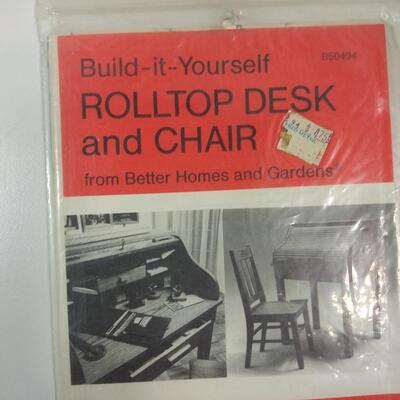 Build-it-Yourself
B50494
ROLLTOP DESK
and CHAIR
from Better Homes and Gardens®